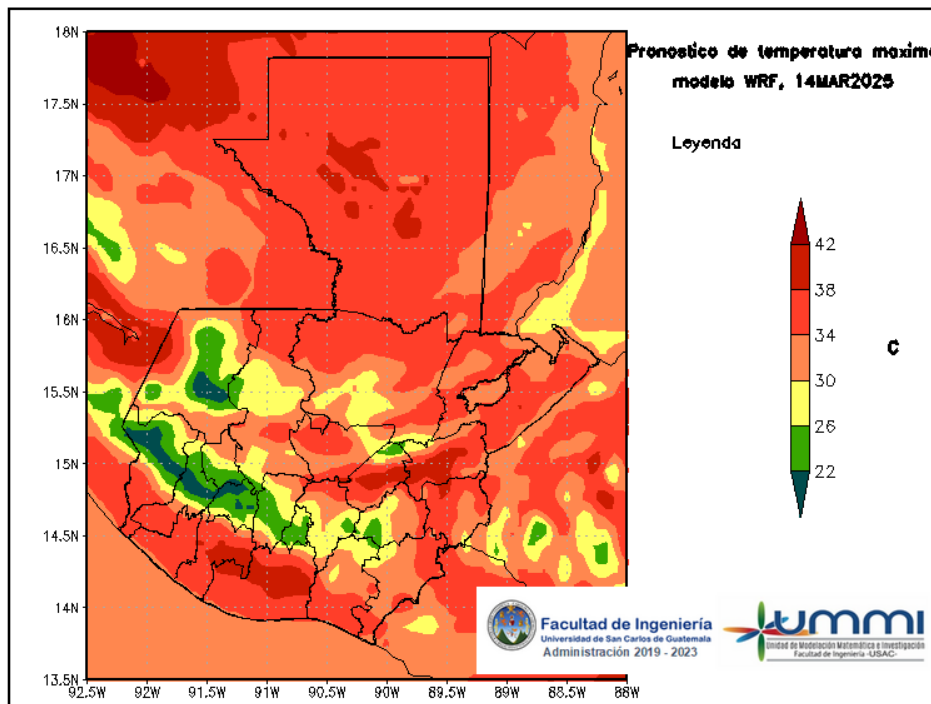 Pronostico de temperatura maxima
modelo WRF, 14MAR2025
Leyenda
42
38
34
30
26
22
C
18N
17.5N
17N
16.5N
16N
15.5N
15N
14.5N
14N
13.5N
92.5W
92W
91.5W
91W
90.5W
90W
89.5W
89W
88.5W
88W
Facultad de Ingeniería
Universidad de San Carlos de Guatemala
Administración 2019 - 2023
UMMI
Unidad de Modelación Matemática e Investigación
Facultad de Ingeniería -USAC-